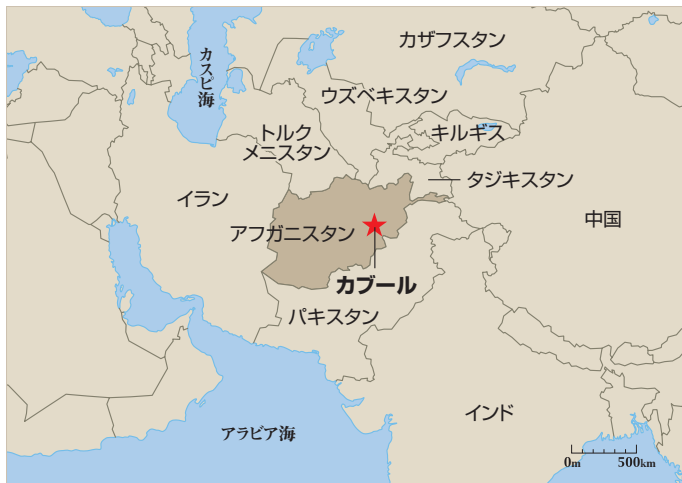 カザフスタン
カスピ海
ウズベキスタン
トルク
メニスタン
キルギス
タジキスタン
イラン
中国
アフガニスタン
カブール
パキスタン
インド
アラビア海
0m 500km